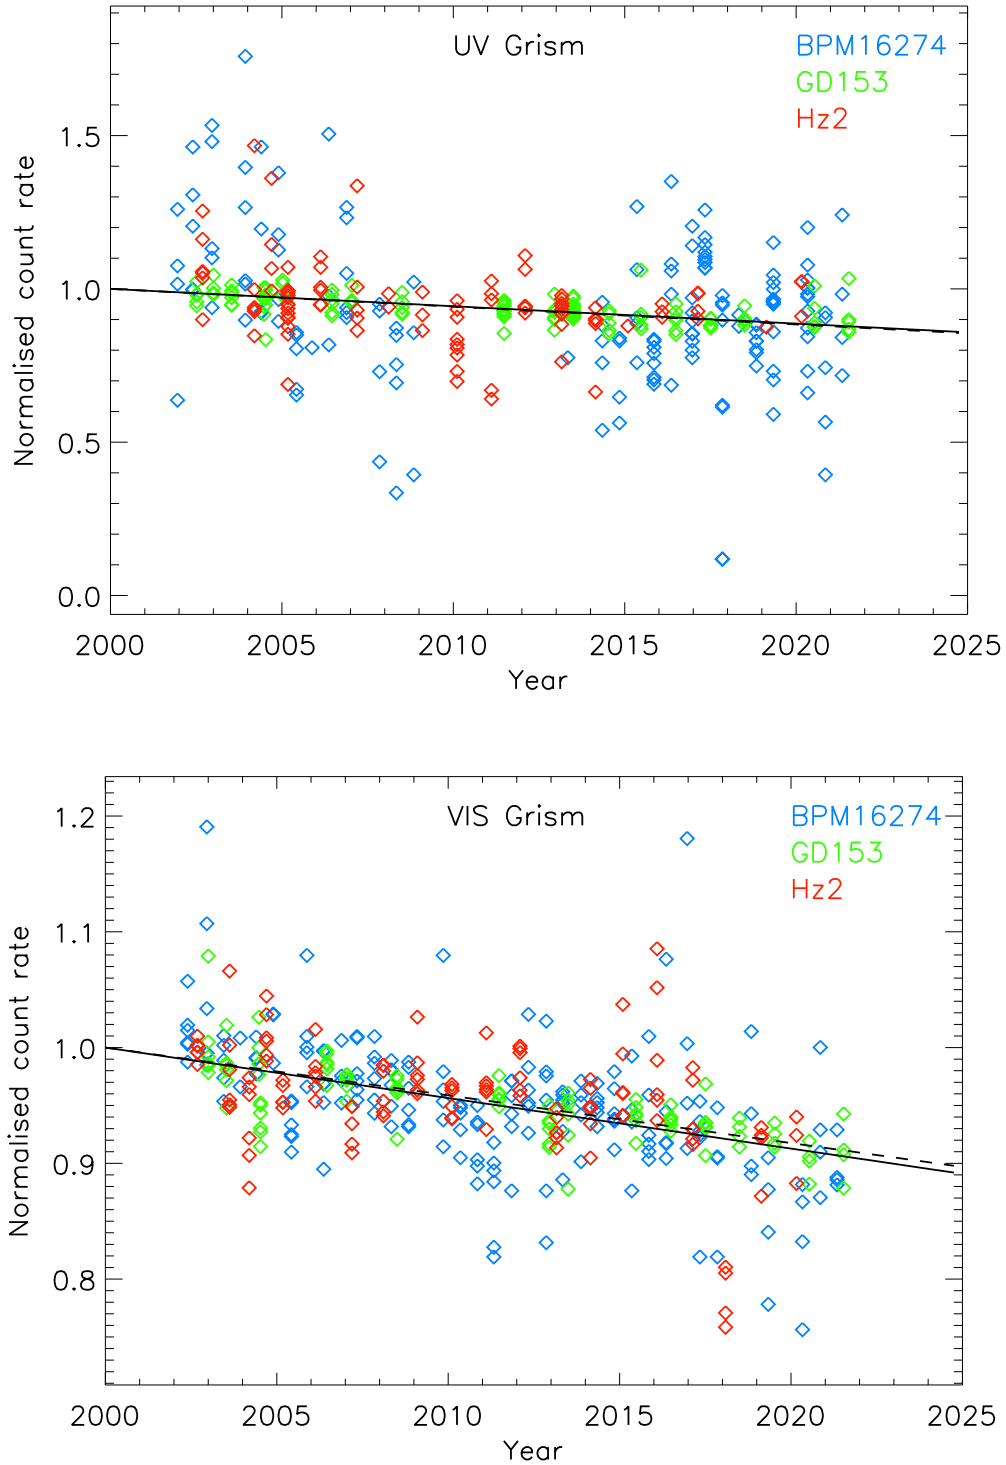 UV Grism
BPM16274
GD153
Hz2
1.5
1.0
0.5
0.0
Normalised count rate
2000 2005 2010 2015 2020 2025
Year
VIS Grism
BPM16274
GD153
Hz2
1.2
1.1
1.0
0.9
0.8
Normalised count rate
2000 2005 2010 2015 2020 2025
Year